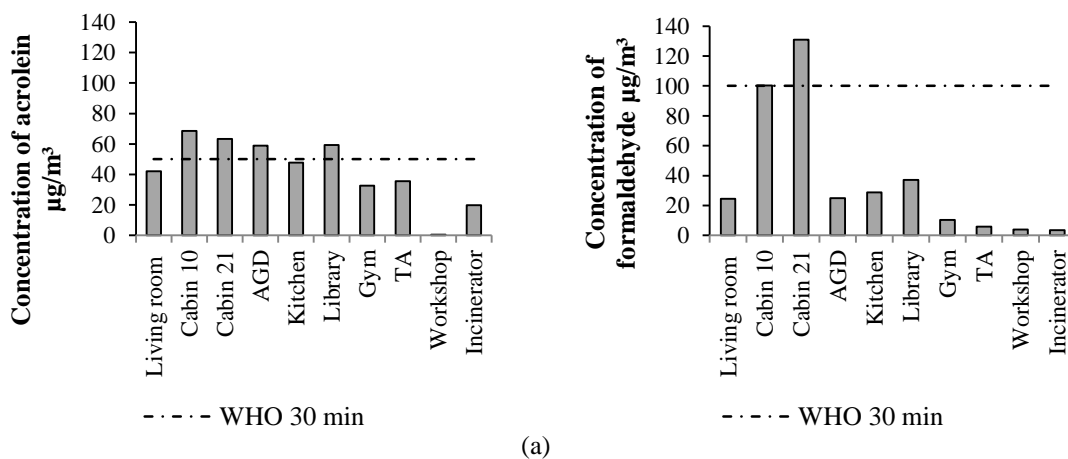 Concentration of acrolein
µg/m³
140
120
100
80
60
40
20
0
Living room
Cabin 10
Cabin 21
AGD
Kitchen
Library
Gym
TA
Workshop
Incinerator
WHO 30 min
Concentration of
formaldehyde µg/m³
140
120
100
80
60
40
20
0
Living room
Cabin 10
Cabin 21
AGD
Kitchen
Library
Gym
TA
Workshop
Incinerator
WHO 30 min
(a)